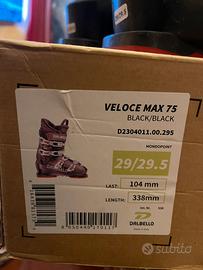 VELOCE MAX 75
BLACK/BLACK
D2304011.00.295
MONDOPOINT
29/29.5
LAST:
104 mm
LENGTH:
338mm
DALBELLO
subito